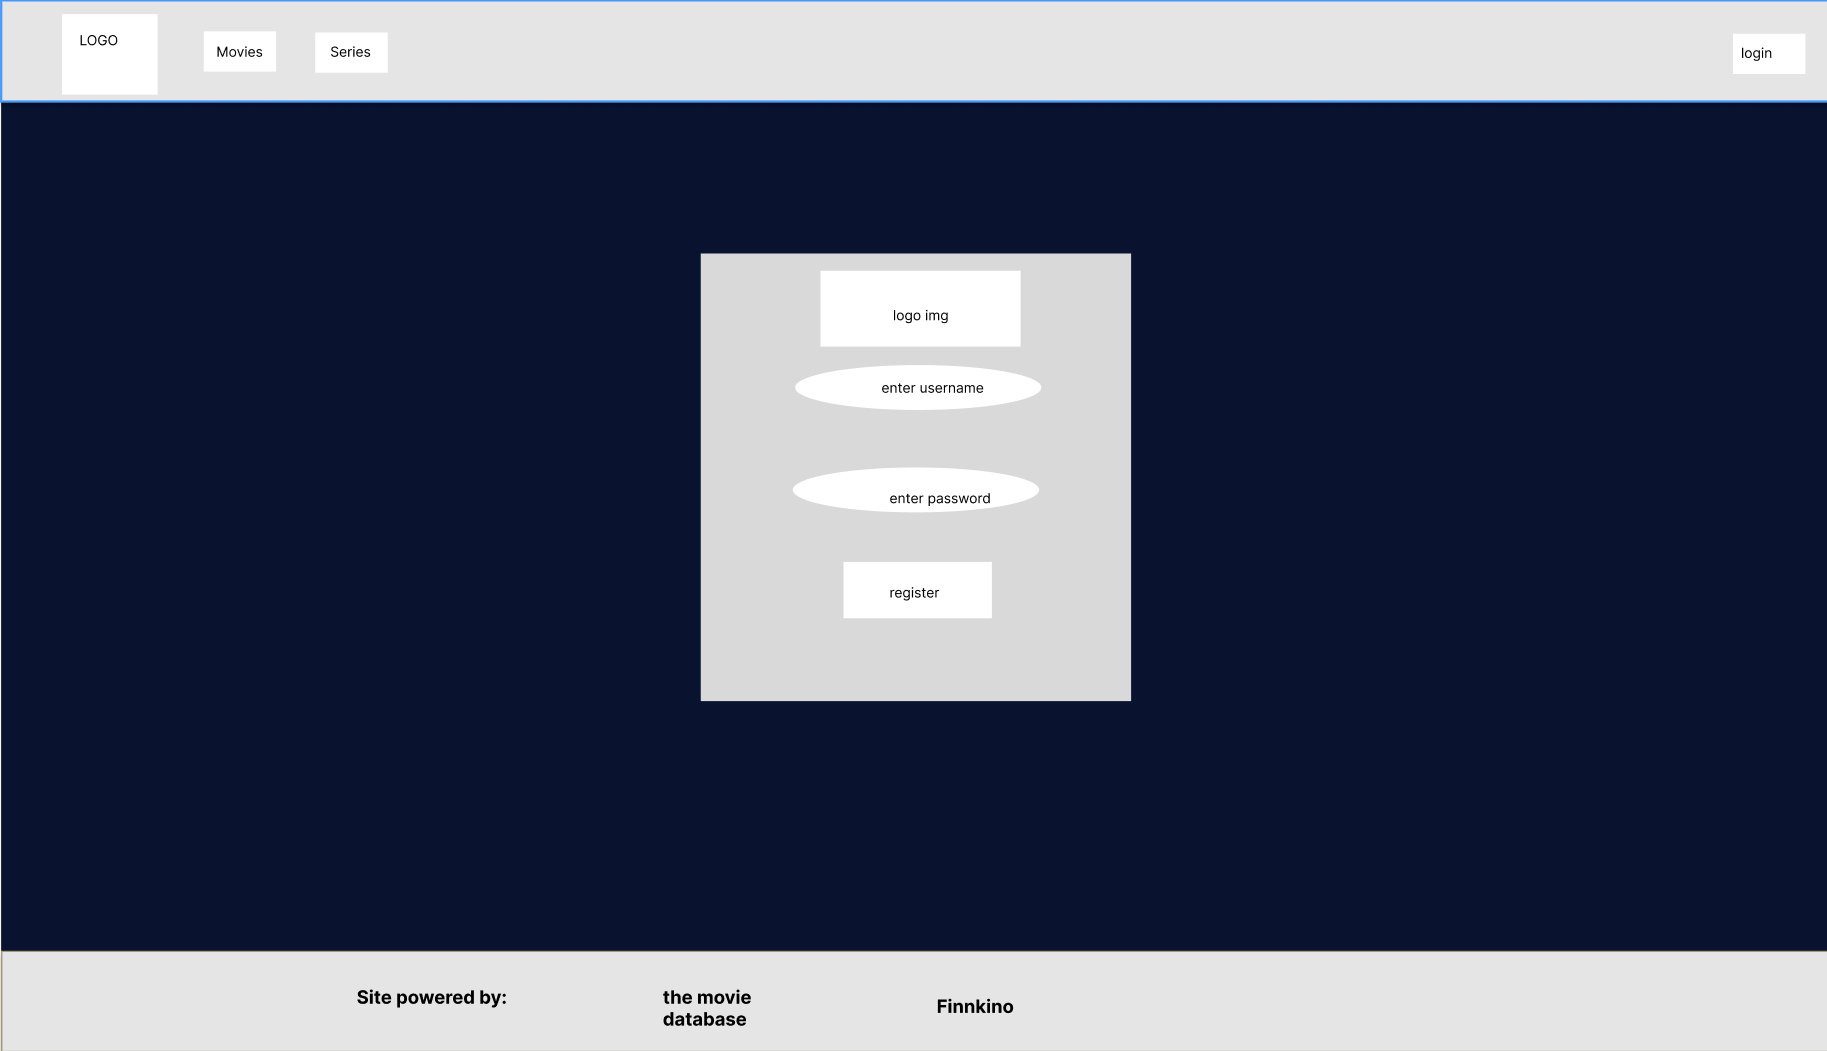 LOGO
Movies
Series
login
logo img
enter username
enter password
register
Site powered by:
the movie
database
Finnkino